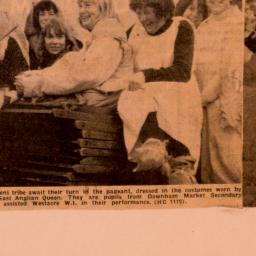 eni tribe await their turn in the pageant, dressed in the costumes worn by
East Anglian Queen. They are pupils from Downham Market Secondary
assisted Westacre W.I. in their performance. (HC 1115).